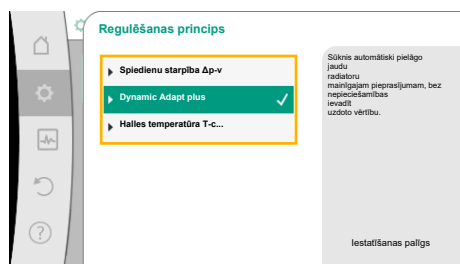 Regulēšanas princips
Spiedienu starpība Δp-v
Dynamic Adapt plus
Halles temperatūra T-c...
Sūknis automātiski pielāgo
jaudu
radiatoru
mainīgajam pieprasījumam, bez
nepieciešamības
ievadīt
uzdoto vērtību.
Iestatīšanas palīgs